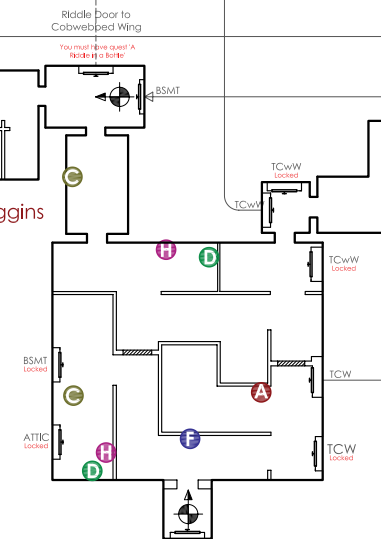 Riddle Door to
Cobwebbed Wing
You must have quest 'A
Riddle in a Bottle'
BSMT
C
TCwW
Locked
TCwW
ggins
H
D
TCwW
Locked
BSMT
Locked
TCW
C
A
ATTIC
Locked
F
H
D
TCW
Locked